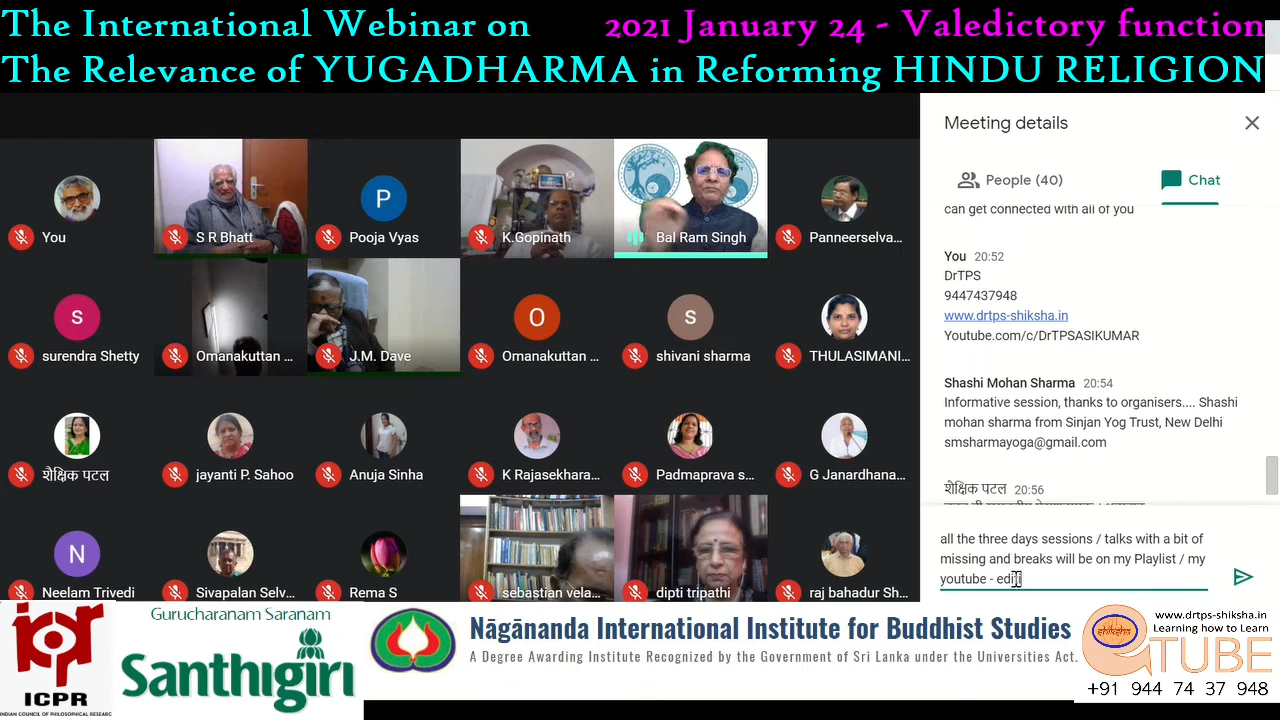 The International Webinar on 2021 January 24 - Valedictory function
The Relevance of YUGADHARMA in Reforming HINDU RELIGION
Meeting details
People (40) Chat
can get connected with all of you
You 20:52
DrTPS
9447437948
www.drtps-shiksha.in
Youtube.com/c/DrTPSASIKUMAR
Shashi Mohan Sharma 20:54
Informative session, thanks to organisers.... Shashi
mohan sharma from Sinjan Yog Trust, New Delhi
smsharmayoga@gmail.com
शैक्षिक पटल 20:56
all the three days sessions / talks with a bit of
missing and breaks will be on my Playlist / my
youtube - editi
P
You S R Bhatt Pooja Vyas K.Gopinath Bal Ram Singh Panneerselva...
S O S
surendra Shetty Omanakuttan ... J.M. Dave Omanakuttan ... shivani sharma THULASIMANI...
शैक्षिक पटल jayanti P. Sahoo Anuja Sinha K Rajasekhara... Padmaprava s... G Janardhana...
N
Neelam Trivedi Sivapalan Selv... Rema S sebastian vela... dipti tripathi raj bahadur Sh...
icpr
ICPR
INDIAN COUNCIL OF PHILOSOPHICAL RESEARC
Gurucharanam Saranam
Santhigiri
Nāgānanda International Institute for Buddhist Studies
A Degree Awarding Institute Recognized by the Government of Sri Lanka under the Universities Act.
www.drtps-shiksha.in
Learning how to Learn
shiksha
TUBE
+91 944 74 37 948